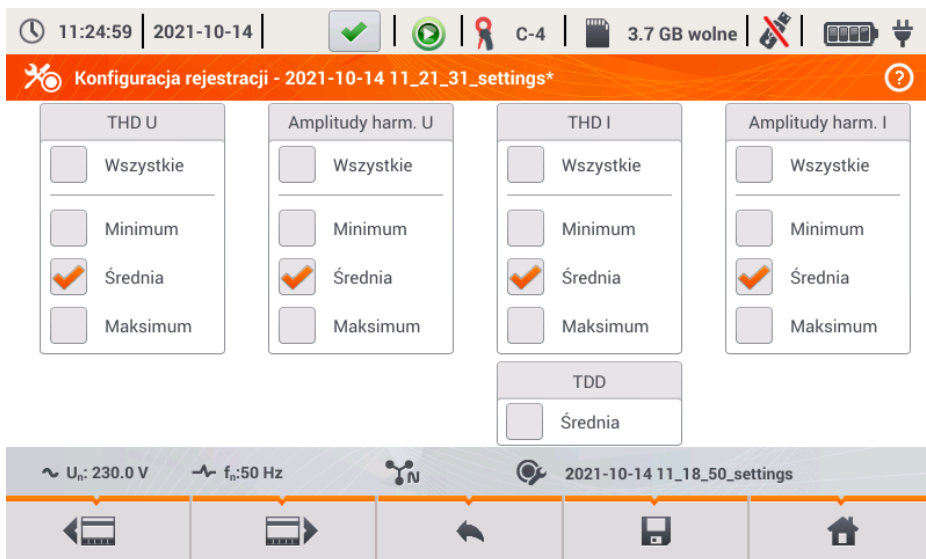 11:24:59 2021-10-14 C-4 3.7 GB wolne
Konfiguracja rejestracji - 2021-10-14 11_21_31_settings* ?
THD U Amplitudy harm. U THD I Amplitudy harm. I
Wszystkie Wszystkie Wszystkie Wszystkie
Minimum Minimum Minimum Minimum
Średnia Średnia Średnia Średnia
Maksimum Maksimum Maksimum Maksimum
TDD
Średnia
Un: 230.0 V fn:50 Hz N 2021-10-14 11_18_50_settings